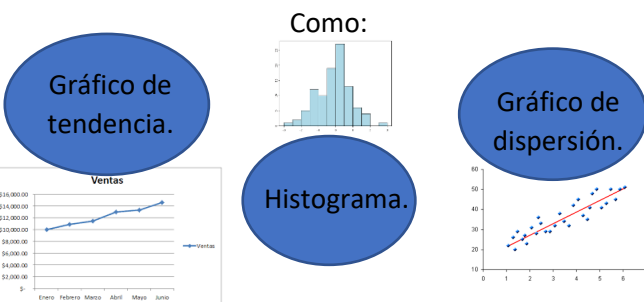 Como:
Gráfico de
tendencia.
Histograma.
Gráfico de
dispersión.
Ventas
$16,000.00
$14,000.00
$12,000.00
$10,000.00
$8,000.00
$6,000.00
$4,000.00
$2,000.00
$-
Enero Febrero Marzo Abril Mayo Junio
Ventas
60
50
40
30
20
10
0 1 2 3 4 5 6